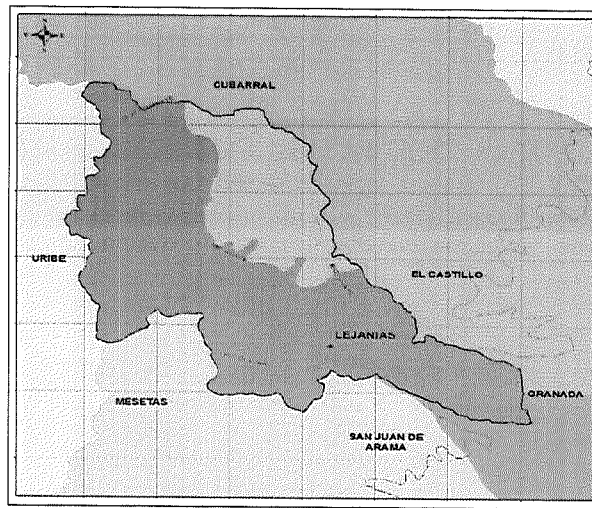 CUBARRAL
URIBE
EL CASTILLO
LEJANIAS
MESETAS
GRANADA
SAN JUAN DE
ARAMA